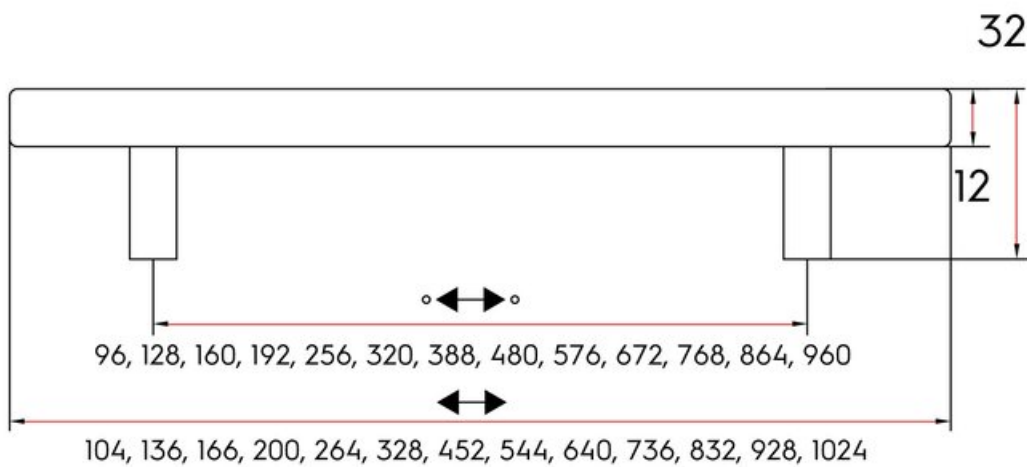 32
12
96, 128, 160, 192, 256, 320, 388, 480, 576, 672, 768, 864, 960
104, 136, 166, 200, 264, 328, 452, 544, 640, 736, 832, 928, 1024